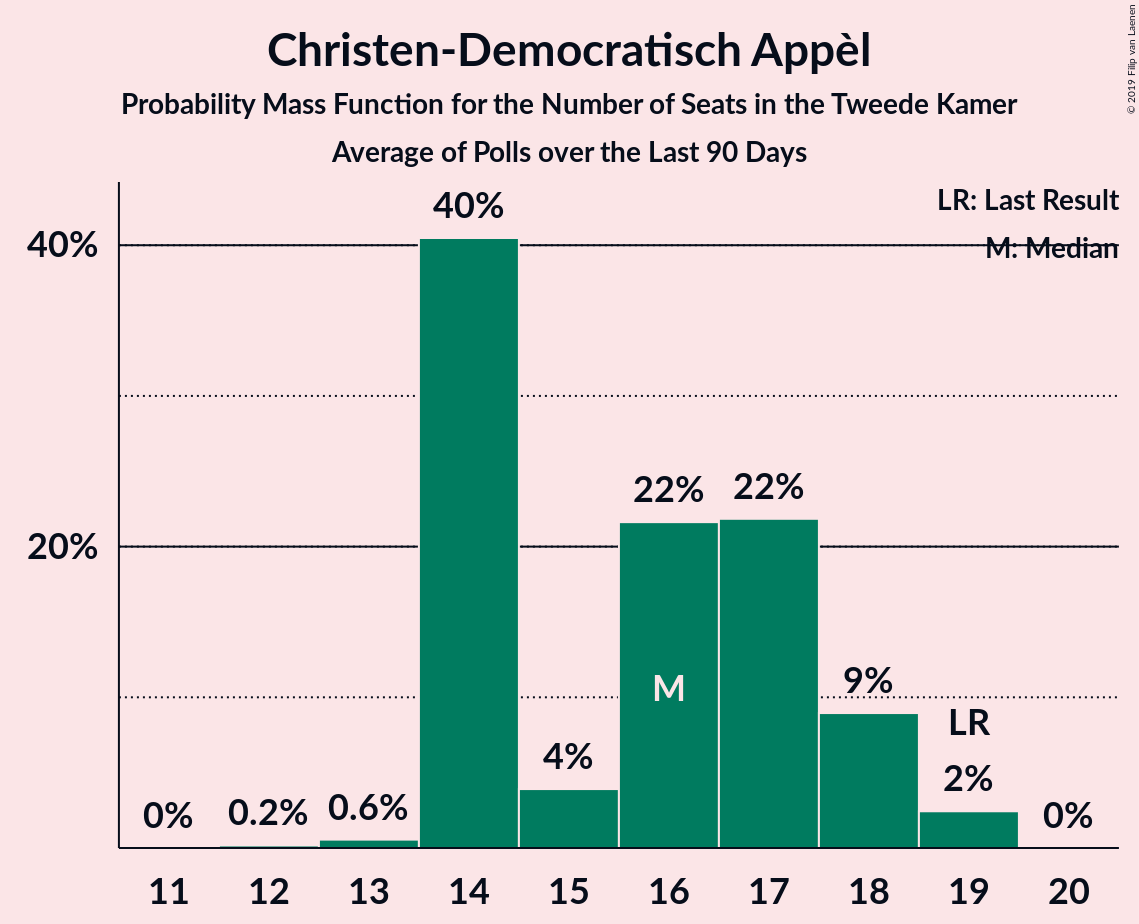 Christen-Democratisch Appèl
Probability Mass Function for the Number of Seats in the Tweede Kamer
Average of Polls over the Last 90 Days
© 2019 Filip van Laenen
LR: Last Result
M: Median
40%
20%
0%
0.2%
0.6%
40%
4%
22%
22%
9%
2%
0%
M
LR
11 12 13 14 15 16 17 18 19 20